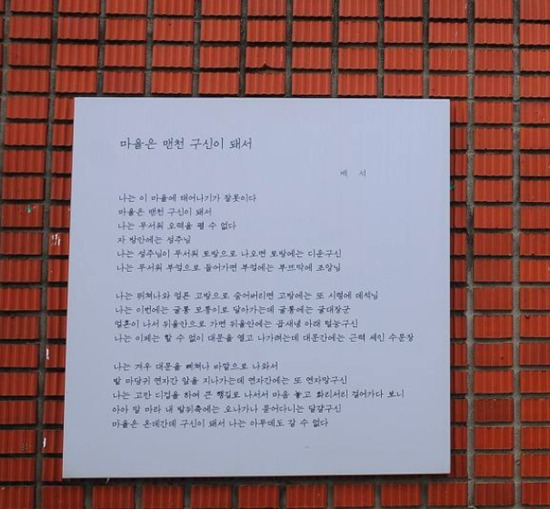 마을은 맨천 구신이 돼서
백 석
나는 이 마을에 태어나기가 잘못이다
마을은 맨천 구신이 돼서
나는 무서워 오력을 펼 수 없다
자 방안에는 성주님
나는 성주님이 무서워 토방으로 나오면 토방에는 디운구신
나는 무서워 부엌으로 들어가면 부엌에는 부뜨막에 조앙님
나는 뛰쳐나와 얼른 고방으로 숨어버리면 고방에는 또 시렁에 데석님
나는 이번에는 굴통 모퉁이로 달아가는데 굴통에는 굴대장군
얼혼이 나서 뒤울안으로 가면 뒤울안에는 곱새녕 아래 털능구신
나는 이제는 할 수 없이 대문을 열고 나가려는데 대문간에는 근력 세인 수문장
나는 겨우 대문을 삐쳐나 바깥으로 나와서
밭 마당귀 연자간 앞을 지나가는데 연자간에는 또 연자망구신
나는 고만 디겁을 하여 큰 행길로 나서서 마음 놓고 화리서리 걸어가다 보니
아아 말 마라 내 발뒤축에는 오나가나 묻어다니는 달걀구신
마을은 온데간데 구신이 돼서 나는 아무데도 갈 수 없다